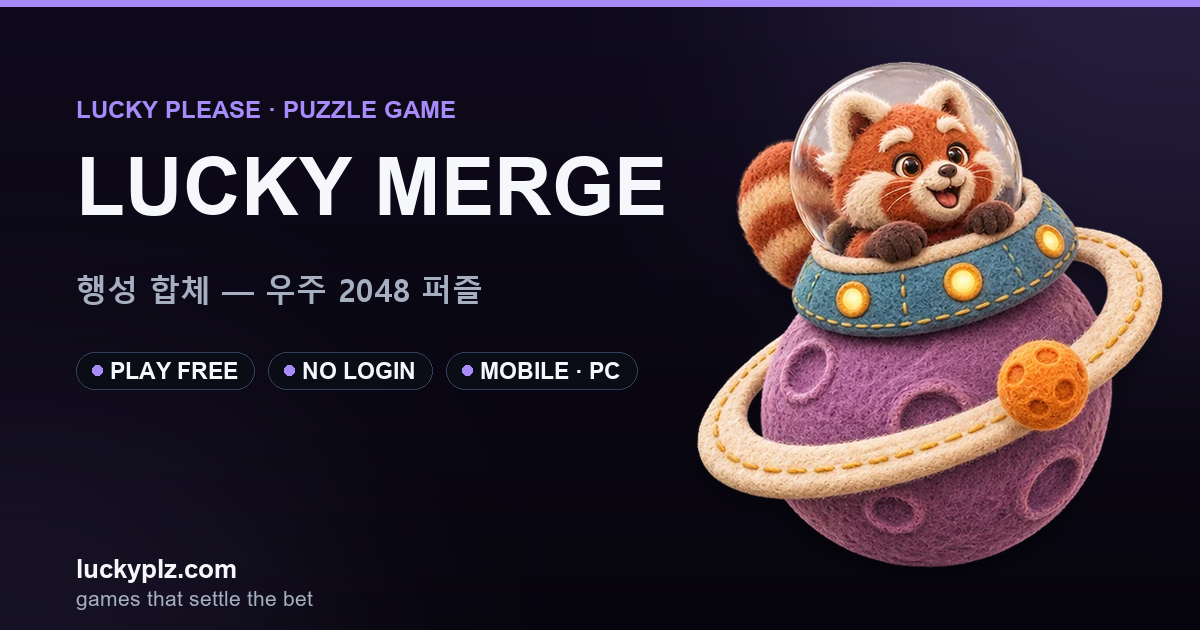 LUCKY PLEASE · PUZZLE GAME
LUCKY MERGE
행성 합체 — 우주 2048 퍼즐
PLAY FREE
NO LOGIN
MOBILE · PC
luckyplz.com
games that settle the bet